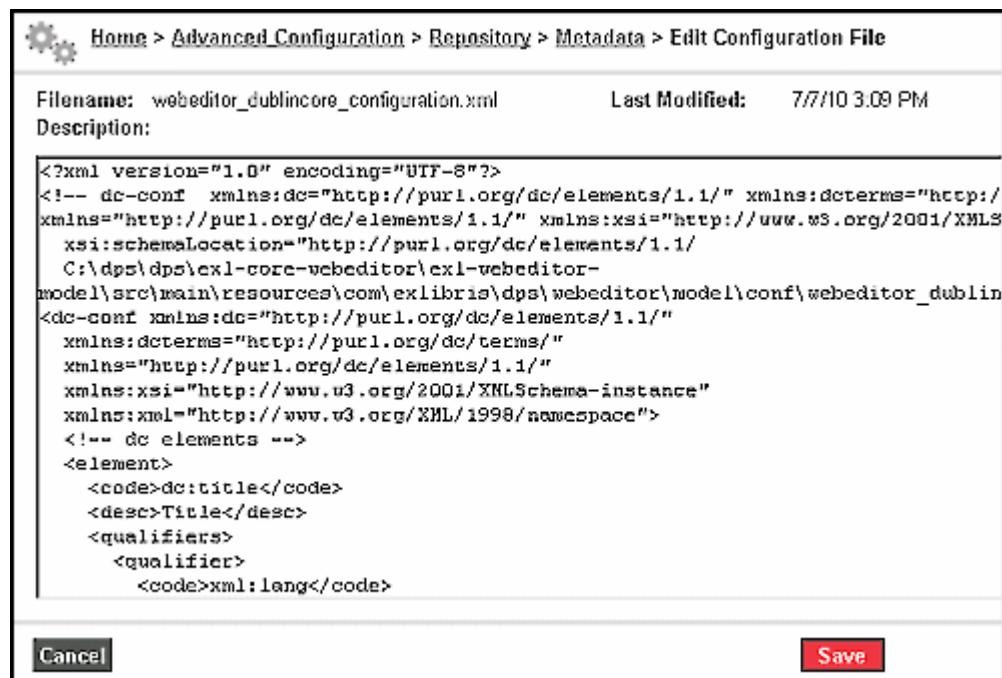 Home > Advanced Configuration > Repository > Metadata > Edit Configuration File
Filename: webeditor_dublincore_configuration.xml Last Modified: 7/7/10 3:09 PM
Description:
<?xml version="1.0" encoding="UTF-8"?>
<!-- dc-conf xmlns:dc="http://purl.org/dc/elements/1.1/" xmlns:dcterms="http:/
xmlns="http://purl.org/dc/elements/1.1/" xmlns:xsi="http://www.w3.org/2001/XMLS
xsi:schemaLocation="http://purl.org/dc/elements/1.1/
C:\dps\dps\exl-core-webeditor\exl-webeditor-
model\src\main\resources\com\exlibris\dps\webeditor\model\conf\webeditor_dublin
<dc-conf xmlns:dc="http://purl.org/dc/elements/1.1/"
xmlns:dcterms="http://purl.org/dc/terms/"
xmlns="http://purl.org/dc/elements/1.1/"
xmlns:xsi="http://www.w3.org/2001/XMLSchema-instance"
xmlns:xml="http://www.w3.org/XML/1998/namespace">
<!-- dc elements -->
<element>
<code>dc:title</code>
<desc>Title</desc>
<qualifiers>
<qualifier>
<code>xml:lang</code>
Cancel Save